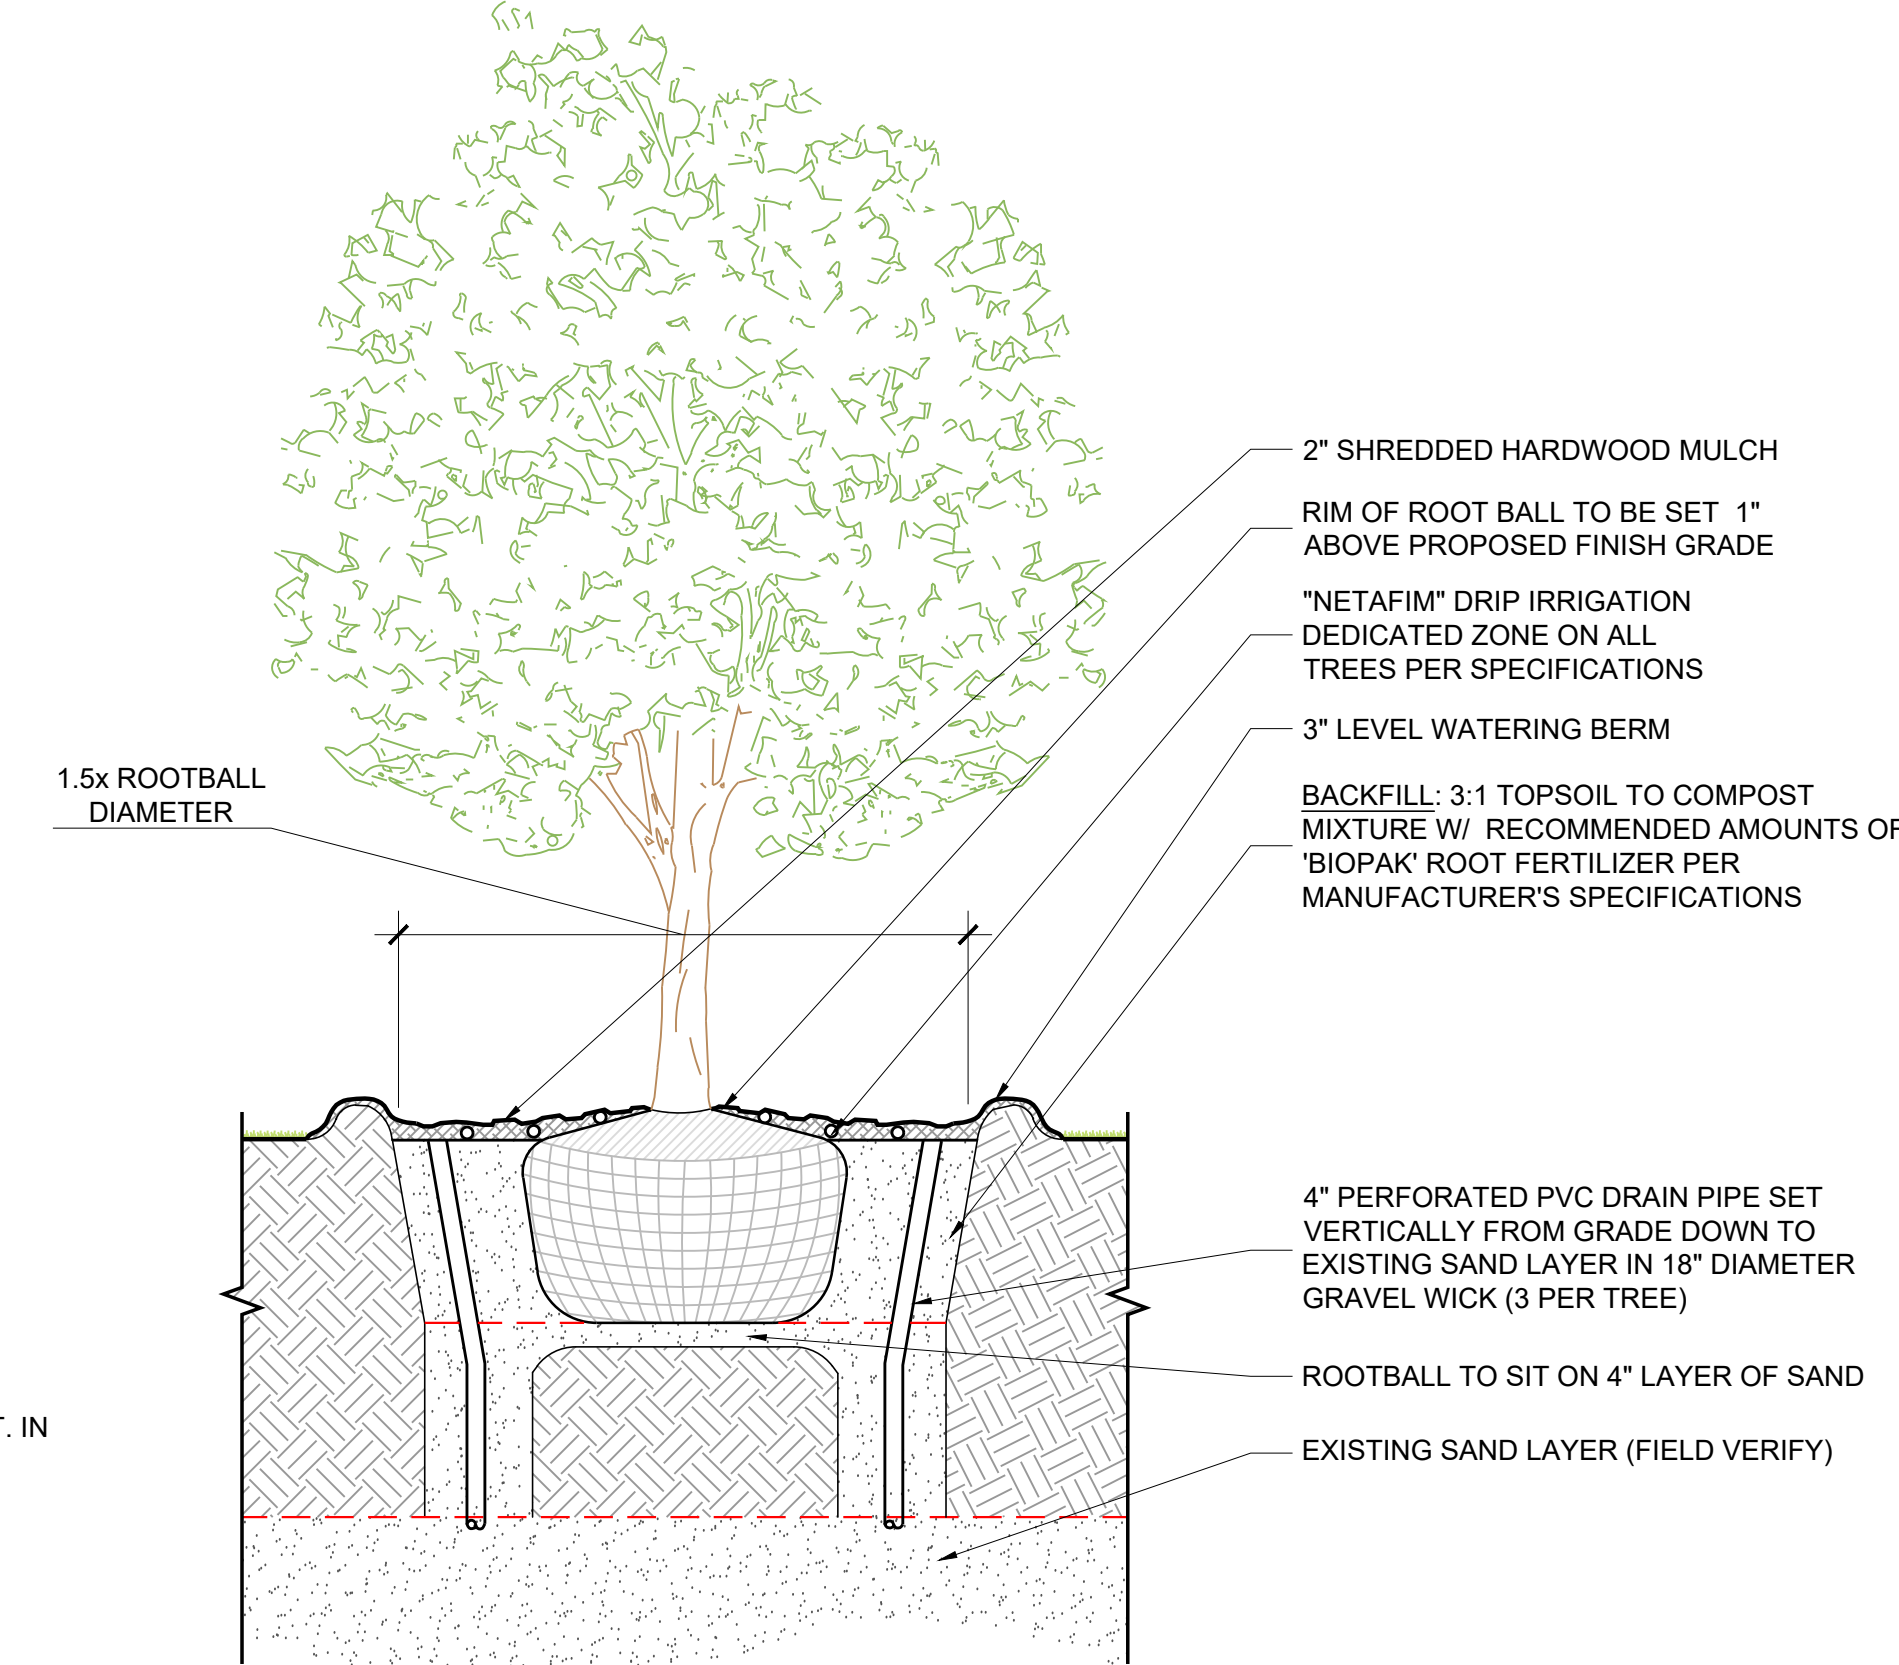 2" SHREDDED HARDWOOD MULCH
RIM OF ROOT BALL TO BE SET 1"
ABOVE PROPOSED FINISH GRADE
"NETAFIM" DRIP IRRIGATION
DEDICATED ZONE ON ALL
TREES PER SPECIFICATIONS
3" LEVEL WATERING BERM
1.5x ROOTBALL
DIAMETER
BACKFILL: 3:1 TOPSOIL TO COMPOST
MIXTURE W/ RECOMMENDED AMOUNTS OF
'BIOPAK' ROOT FERTILIZER PER
MANUFACTURER'S SPECIFICATIONS
4" PERFORATED PVC DRAIN PIPE SET
VERTICALLY FROM GRADE DOWN TO
EXISTING SAND LAYER IN 18" DIAMETER
GRAVEL WICK (3 PER TREE)
ROOTBALL TO SIT ON 4" LAYER OF SAND
T. IN
EXISTING SAND LAYER (FIELD VERIFY)